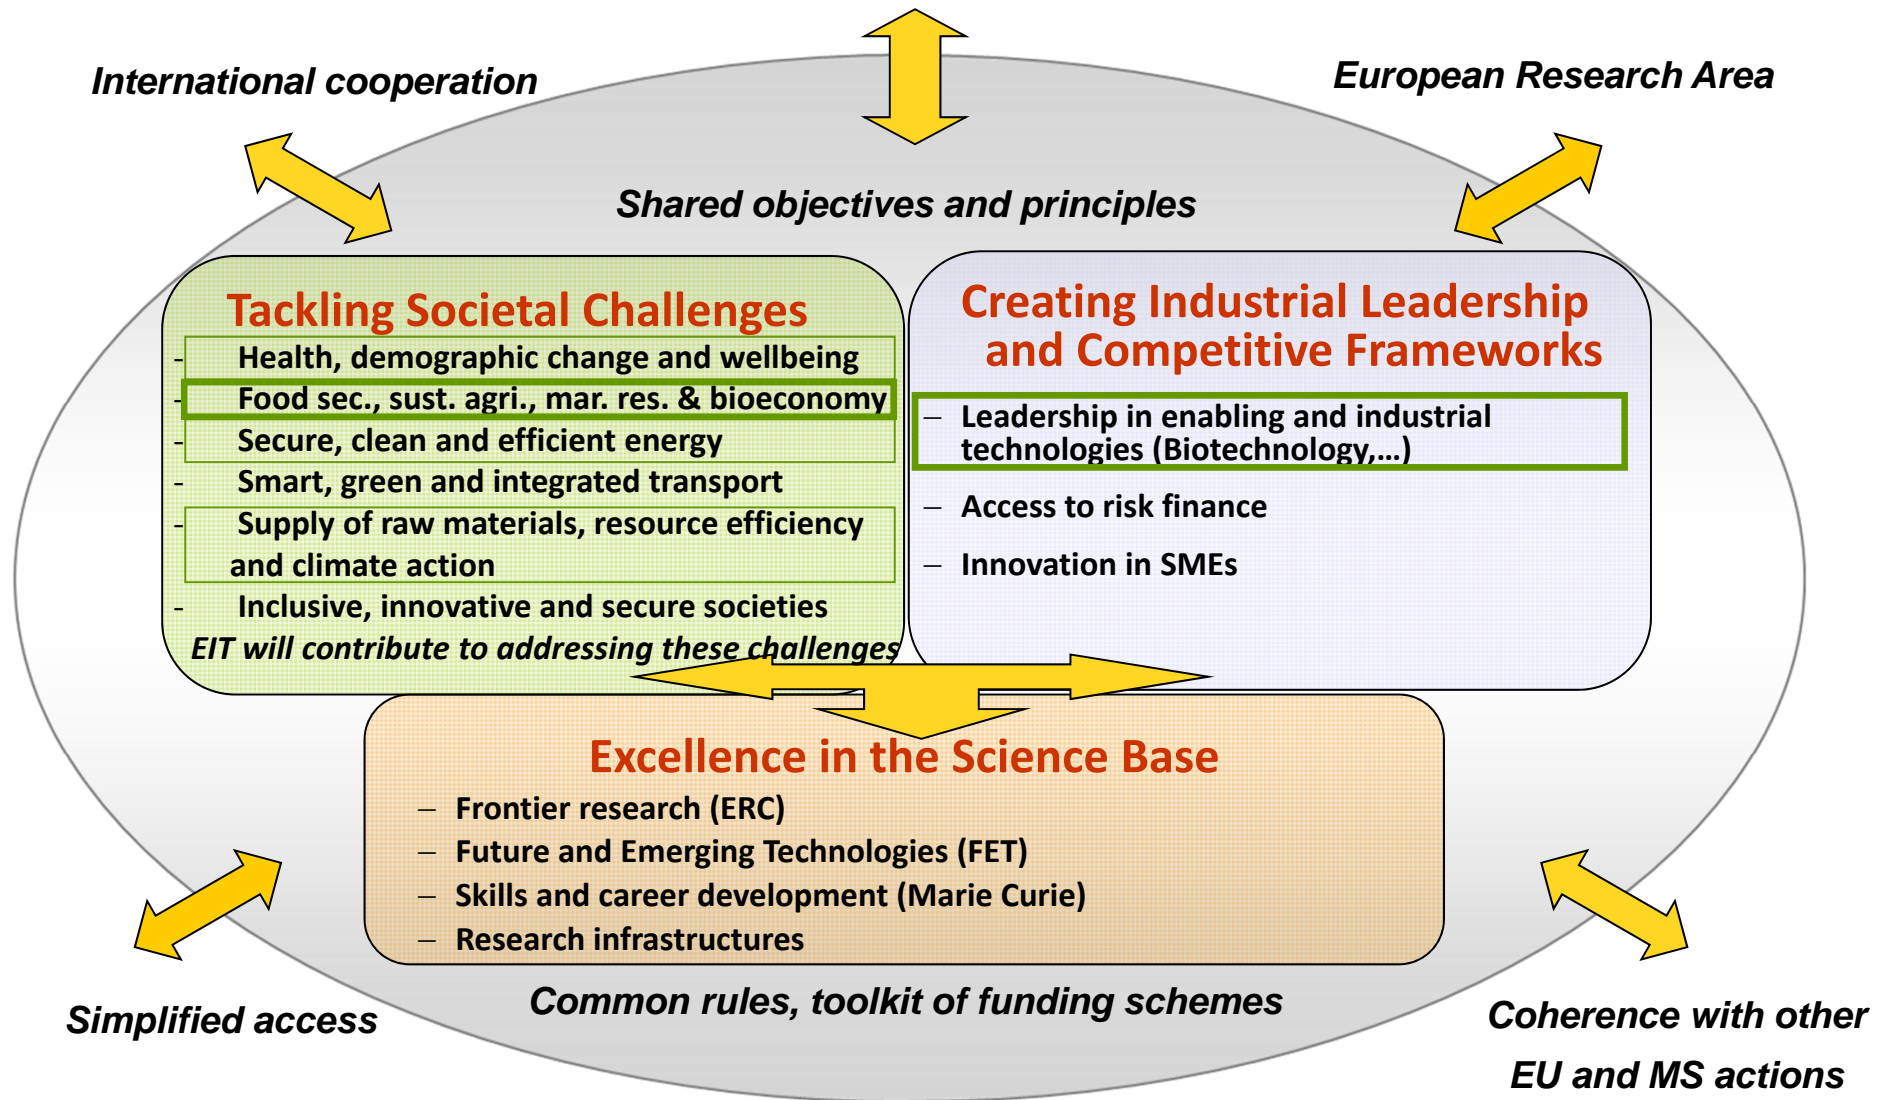 International cooperation
European Research Area
Shared objectives and principles
Tackling Societal Challenges
- Health, demographic change and wellbeing
- Food sec., sust. agri., mar. res. & bioeconomy
- Secure, clean and efficient energy
- Smart, green and integrated transport
- Supply of raw materials, resource efficiency
and climate action
- Inclusive, innovative and secure societies
EIT will contribute to addressing these challenges
Creating Industrial Leadership
and Competitive Frameworks
– Leadership in enabling and industrial
technologies (Biotechnology,…)
– Access to risk finance
– Innovation in SMEs
Excellence in the Science Base
– Frontier research (ERC)
– Future and Emerging Technologies (FET)
– Skills and career development (Marie Curie)
– Research infrastructures
Common rules, toolkit of funding schemes
Simplified access
Coherence with other
EU and MS actions